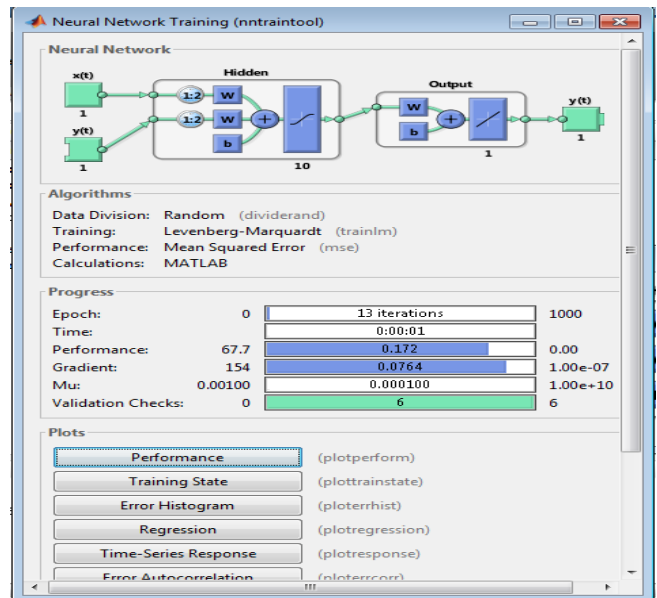 Neural Network Training (nntraintool)
Neural Network
x(t)
Hidden
Output
y(t)
1:2 W
W
1
1
y(t)
1:2 W
+
+
b
b
1
10
1
Algorithms
Data Division: Random (dividerand)
Training: Levenberg-Marquardt (trainlm)
Performance: Mean Squared Error (mse)
Calculations: MATLAB
Progress
Epoch: 0 13 iterations 1000
Time: 0:00:01
Performance: 67.7 0.172 0.00
Gradient: 154 0.0764 1.00e-07
Mu: 0.00100 0.000100 1.00e+10
Validation Checks: 0 6 6
Plots
Performance (plotperform)
Training State (plottrainstate)
Error Histogram (ploterrhist)
Regression (plotregression)
Time-Series Response (plotresponse)
Error Autocorrelation (ploterrcorr)